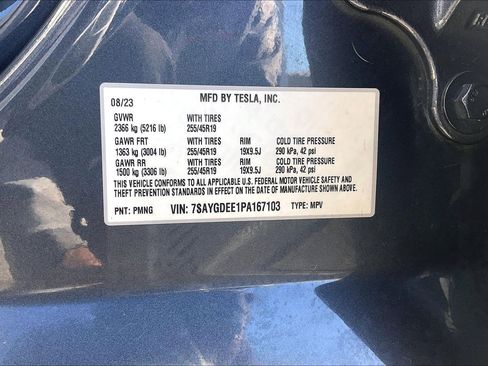 08/23 MFD BY TESLA, INC.
GVWR WITH TIRES
2366 kg (5216 lb) 255/45R19
GAWR FRT WITH TIRES RIM COLD TIRE PRESSURE
1363 kg (3004 lb) 255/45R19 19X9.5J 290 kPa, 42 psi
GAWR RR WITH TIRES RIM COLD TIRE PRESSURE
1500 kg (3306 lb) 255/45R19 19X9.5J 290 kPa, 42 psi
THIS VEHICLE CONFORMS TO ALL APPLICABLE U.S. FEDERAL MOTOR VEHICLE SAFETY AND
THEFT PREVENTION STANDARDS IN EFFECT ON THE DATE OF MANUFACTURE SHOWN ABOVE.
PNT: PMNG VIN: 7SAYGDEE1PA167103 TYPE: MPV